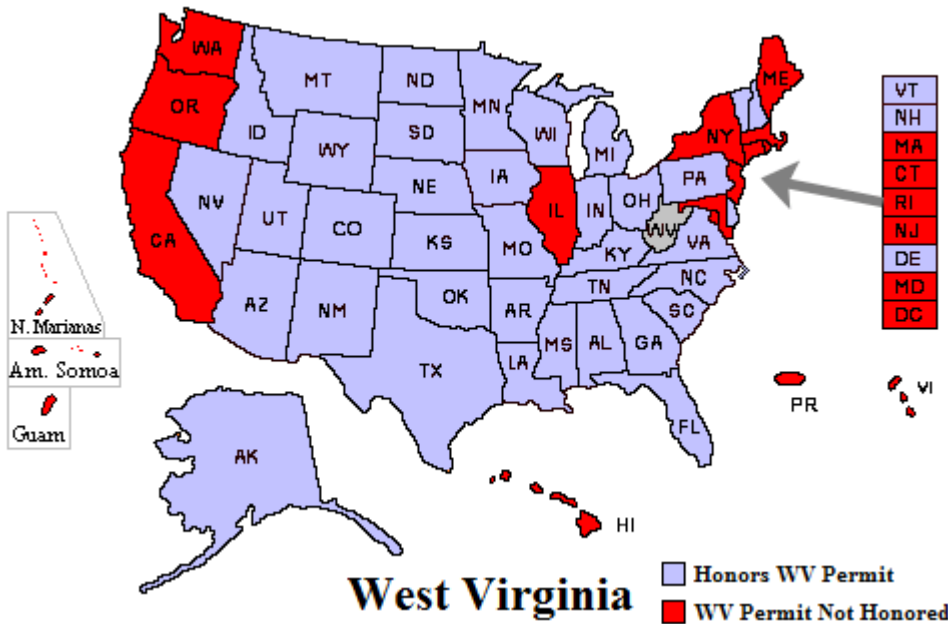 WA
MT
ND
MN
ME
OR
ID
SD
WI
MI
NY
WY
IA
PA
NE
NV
UT
CO
IL
IN
OH
WV
VA
CA
KS
MO
KY
NC
TN
AZ
NM
OK
AR
SC
MS
AL
GA
TX
LA
FL
AK
HI
VT
NH
MA
CT
RI
NJ
DE
MD
DC
PR
VI
N. Marianas
Am. Somoa
Guam
West Virginia
Honors WV Permit
WV Permit Not Honored